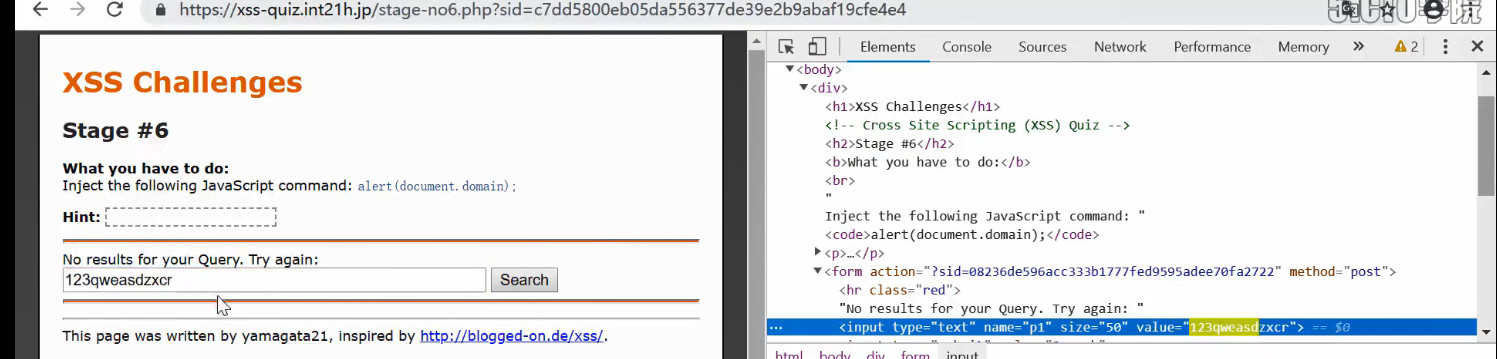 https://xss-quiz.int21h.jp/stage-no6.php?sid=c7dd5800eb05da556377de39e2b9abaf19cfe4e4
XSS Challenges
Stage #6
What you have to do:
Inject the following JavaScript command: alert(document.domain);
Hint:
No results for your Query. Try again:
123qweasdzxcr Search
This page was written by yamagata21, inspired by http://blogged-on.de/xss/.
Elements Console Sources Network Performance Memory » 2
<body>
<div>
<h1>XSS Challenges</h1>
<!-- Cross Site Scripting (XSS) Quiz -->
<h2>Stage #6</h2>
<b>What you have to do:</b>
<br>
"
Inject the following JavaScript command: "
<code>alert(document.domain);</code>
<p>…</p>
<form action="?sid=08236de596acc333b1777fed9595adee70fa2722" method="post">
<hr class="red">
"No results for your Query. Try again: "
<input type="text" name="p1" size="50" value="123qweasdzxcr"> == $0
html body div form input